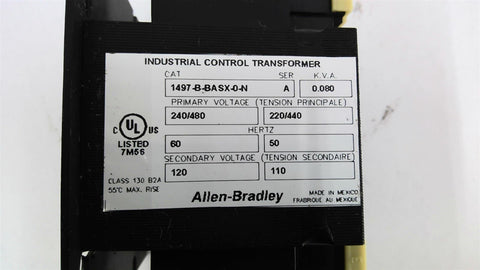 INDUSTRIAL CONTROL TRANSFORMER
CAT SER K.V.A.
1497-B-BASX-0-N A 0.080
PRIMARY VOLTAGE (TENSION PRINCIPALE)
240/480 220/440
HERTZ
60 50
SECONDARY VOLTAGE (TENSION SECONDAIRE)
120 110
C UL US
LISTED
7M56
CLASS 130 B2A
55°C MAX. RISE
Allen-Bradley
MADE IN MEXICO
FRABRIQUE AU MEXIQUE